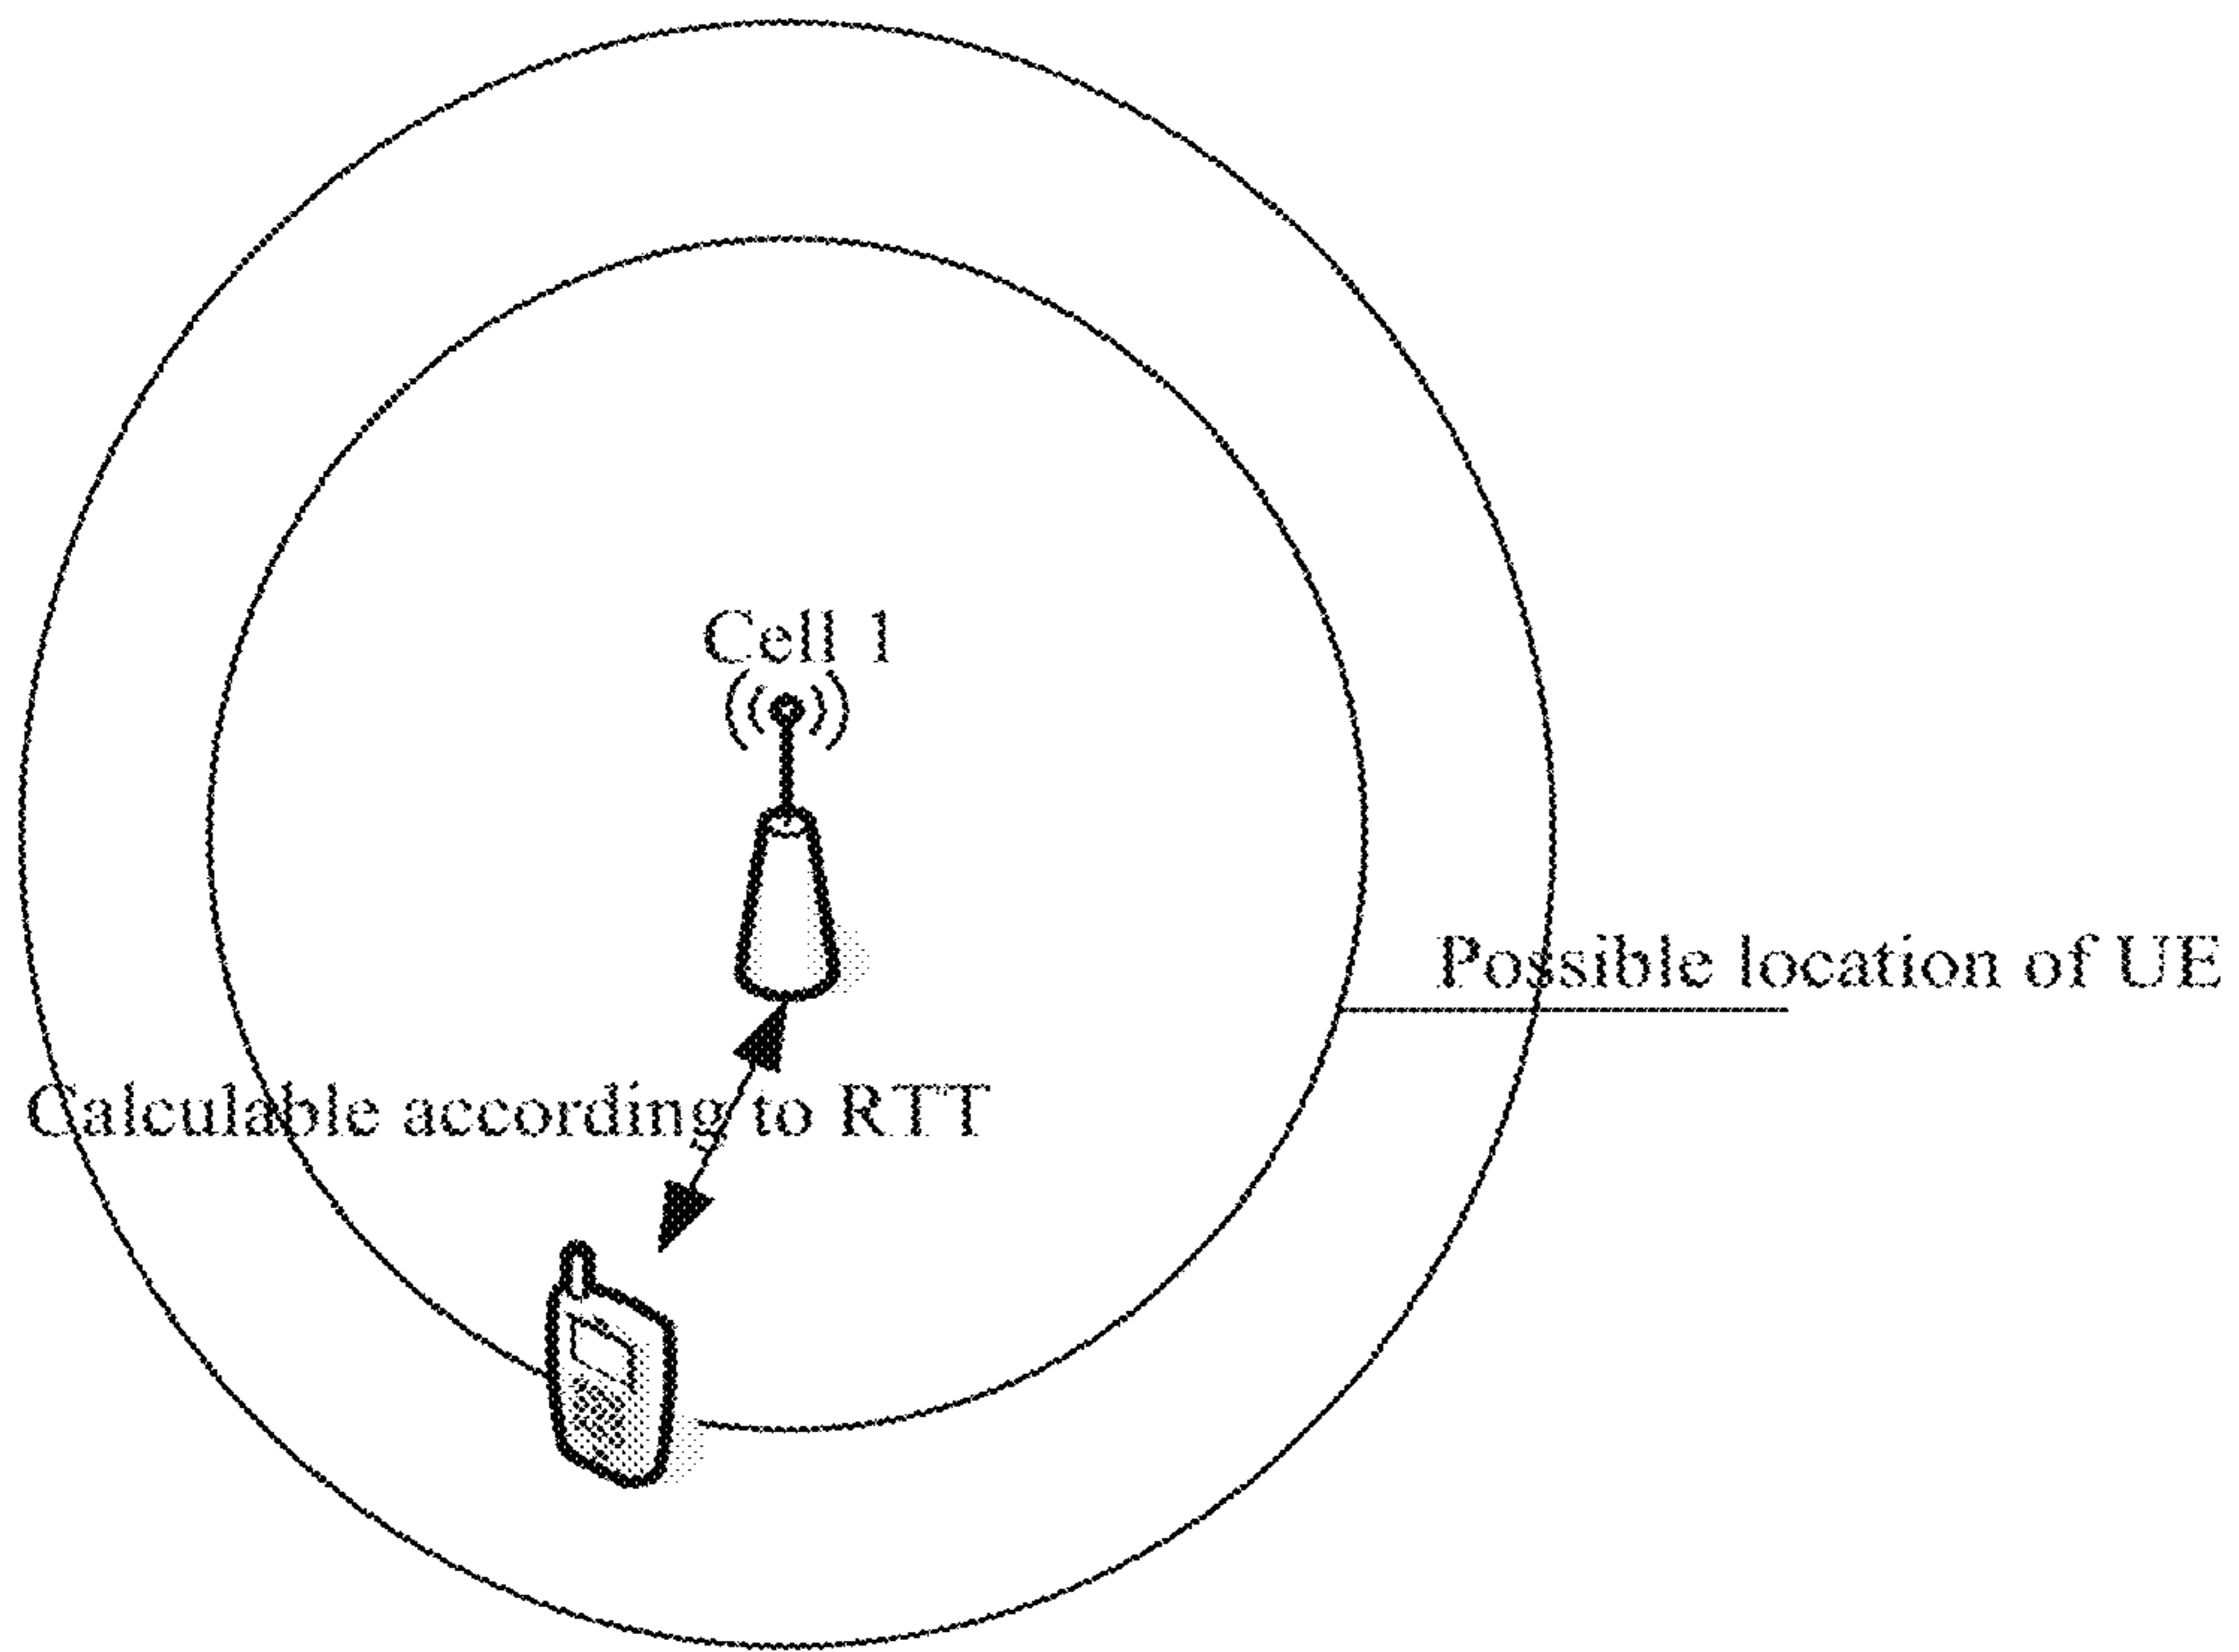 Cell 1
Possible location of UE
Calculable according to RTT